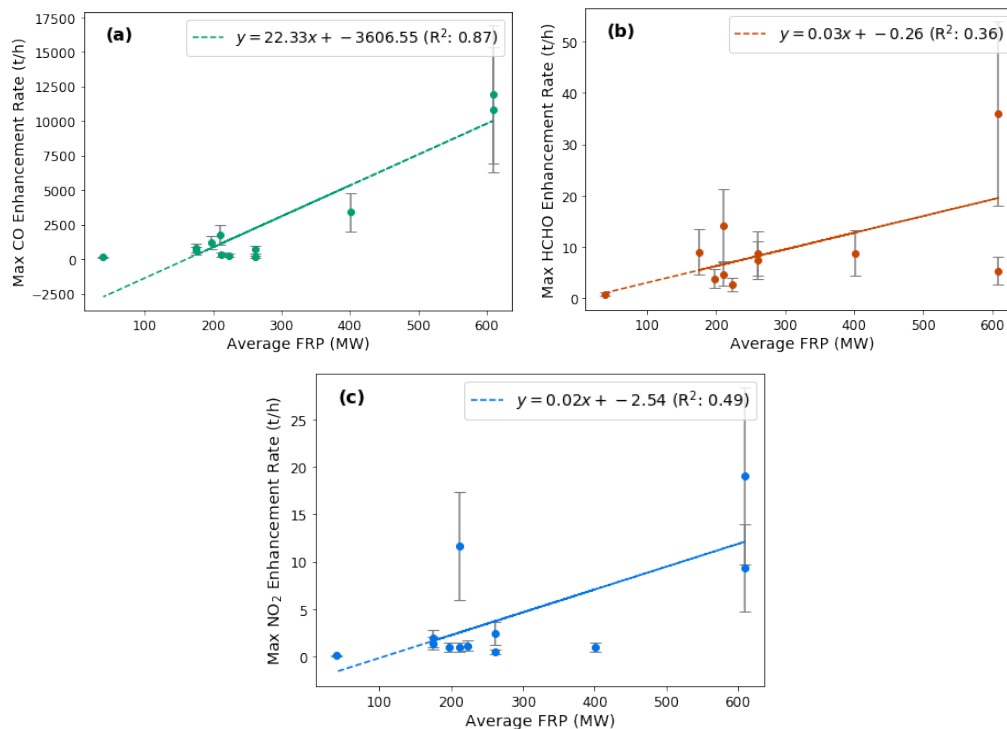 (a)
y = 22.33x + −3606.55 (R²: 0.87)
Max CO Enhancement Rate (t/h)
17500
15000
12500
10000
7500
5000
2500
0
−2500
100 200 300 400 500 600
Average FRP (MW)
(b)
y = 0.03x + −0.26 (R²: 0.36)
Max HCHO Enhancement Rate (t/h)
50
40
30
20
10
0
100 200 300 400 500 600
Average FRP (MW)
(c)
y = 0.02x + −2.54 (R²: 0.49)
Max NO₂ Enhancement Rate (t/h)
25
20
15
10
5
0
100 200 300 400 500 600
Average FRP (MW)